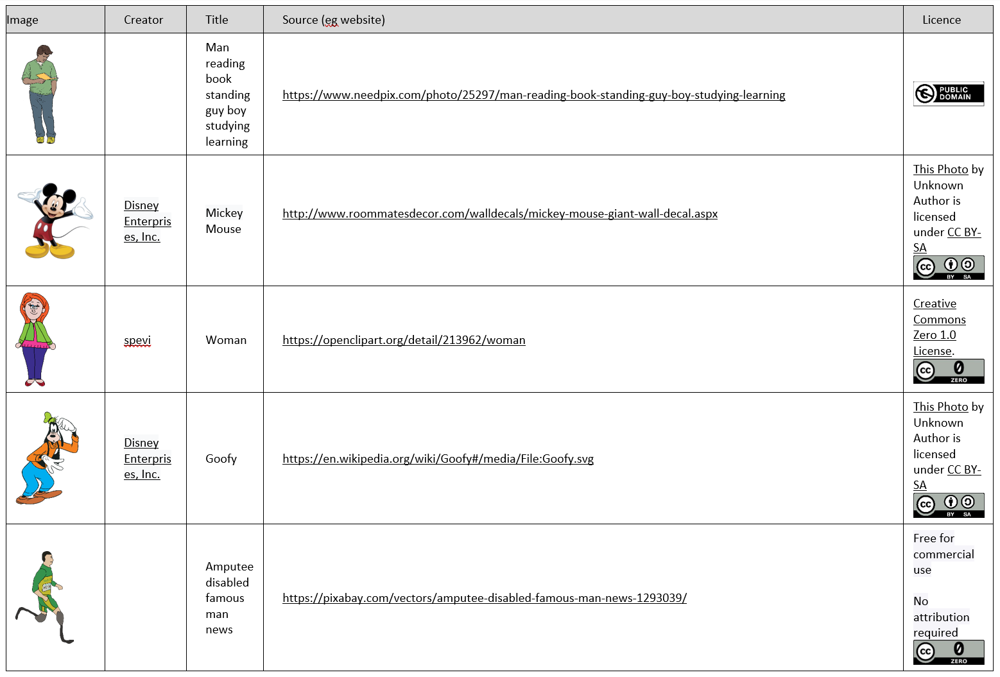 Image Creator Title Source (eg website) Licence
Man
reading
book
standing
guy boy
studying
learning
https://www.needpix.com/photo/25297/man-reading-book-standing-guy-boy-studying-learning
PUBLIC
DOMAIN
Disney
Enterpris
es, Inc.
Mickey
Mouse
http://www.roommatesdecor.com/walldecals/mickey-mouse-giant-wall-decal.aspx
This Photo by
Unknown
Author is
licensed
under CC BY-
SA
cc BY SA
spevi
Woman
https://openclipart.org/detail/213962/woman
Creative
Commons
Zero 1.0
License.
cc 0 ZERO
Disney
Enterpris
es, Inc.
Goofy
https://en.wikipedia.org/wiki/Goofy#/media/File:Goofy.svg
This Photo by
Unknown
Author is
licensed
under CC BY-
SA
cc BY SA
Amputee
disabled
famous
man
news
https://pixabay.com/vectors/amputee-disabled-famous-man-news-1293039/
Free for
commercial
use
No
attribution
required
cc 0 ZERO